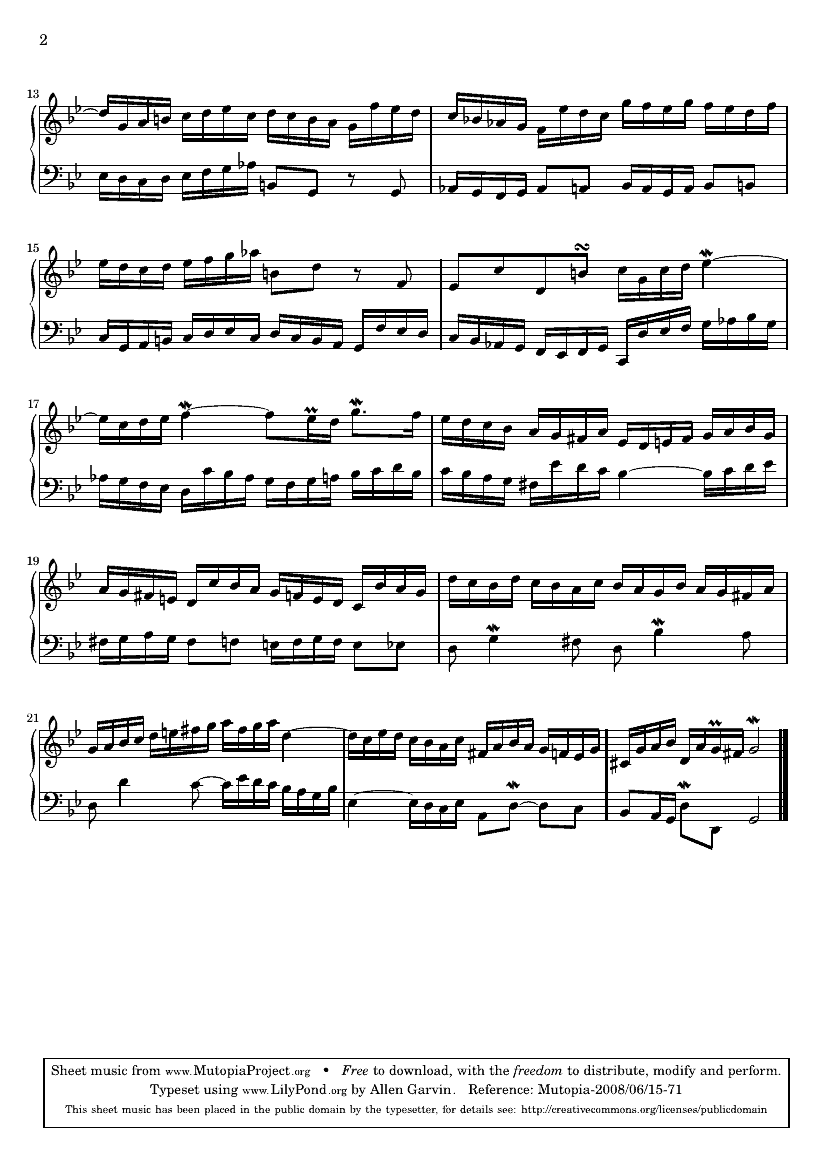 2
13
15
17
19
21
Sheet music from www.MutopiaProject.org • Free to download, with the freedom to distribute, modify and perform.
Typeset using www.LilyPond.org by Allen Garvin. Reference: Mutopia-2008/06/15-71
This sheet music has been placed in the public domain by the typesetter, for details see: http://creativecommons.org/licenses/publicdomain